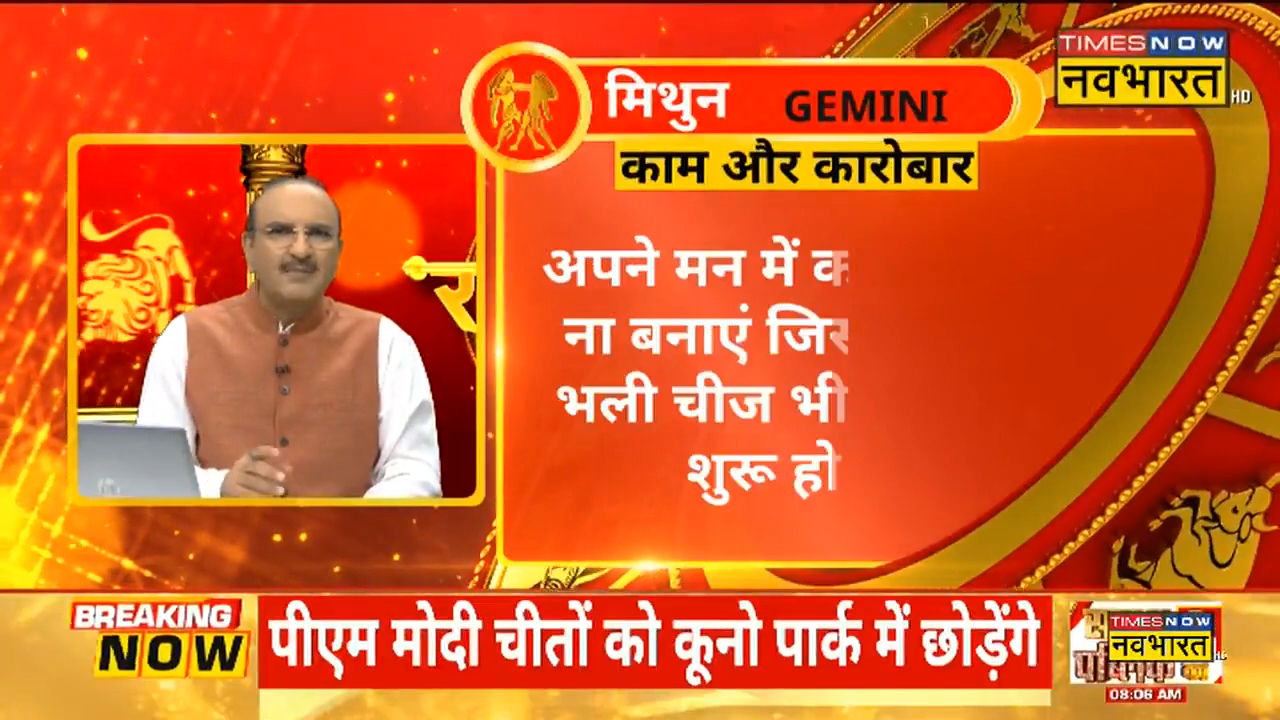 TIMES NOW
नवभारत
HD
मिथुन GEMINI
काम और कारोबार
अपने मन में
ना बनाएं
भली चीज भी
शुरू हो
BREAKING
NOW
पीएम मोदी चीतों को कूनो पार्क में छोड़ेंगे
TIMES NOW
नवभारत
08:06 AM